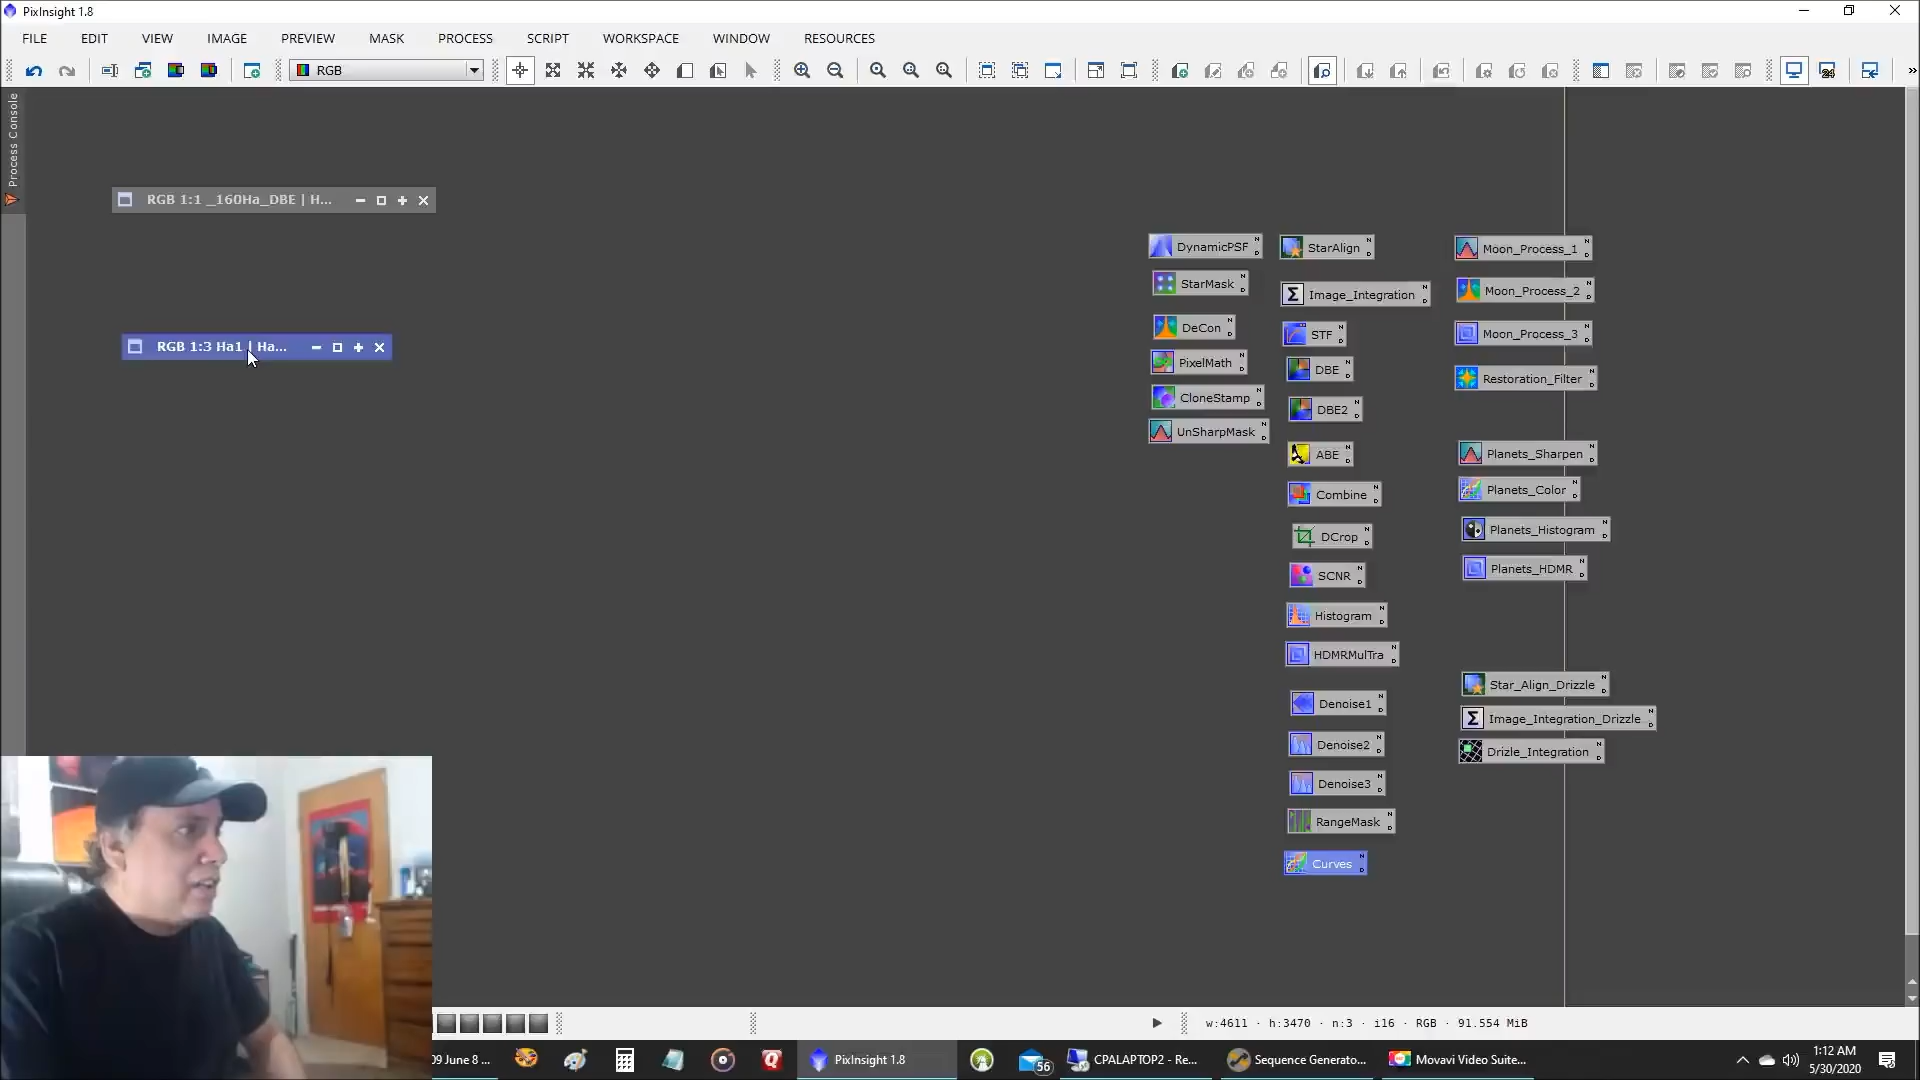 PixInsight 1.8
FILE EDIT VIEW IMAGE PREVIEW MASK PROCESS SCRIPT WORKSPACE WINDOW RESOURCES
RGB
Process Console
RGB 1:1 _160Ha_DBE | H...
RGB 1:3 Ha1 | Ha...
DynamicPSF
StarMask
DeCon
PixelMath
CloneStamp
UnSharpMask
StarAlign
Image_Integration
STF
DBE
DBE2
ABE
Combine
DCrop
SCNR
Histogram
HDMRMulTra
Denoise1
Denoise2
Denoise3
RangeMask
Curves
Moon_Process_1
Moon_Process_2
Moon_Process_3
Restoration_Filter
Planets_Sharpen
Planets_Color
Planets_Histogram
Planets_HDMR
Star_Align_Drizzle
Image_Integration_Drizzle
Drizle_Integration
w:4611 · h:3470 · n:3 · i16 · RGB · 91.554 MiB
09 June 8 ...
PixInsight 1.8
56
CPALAPTOP2 - Re...
Sequence Generato...
Movavi Video Suite...
1:12 AM
5/30/2020